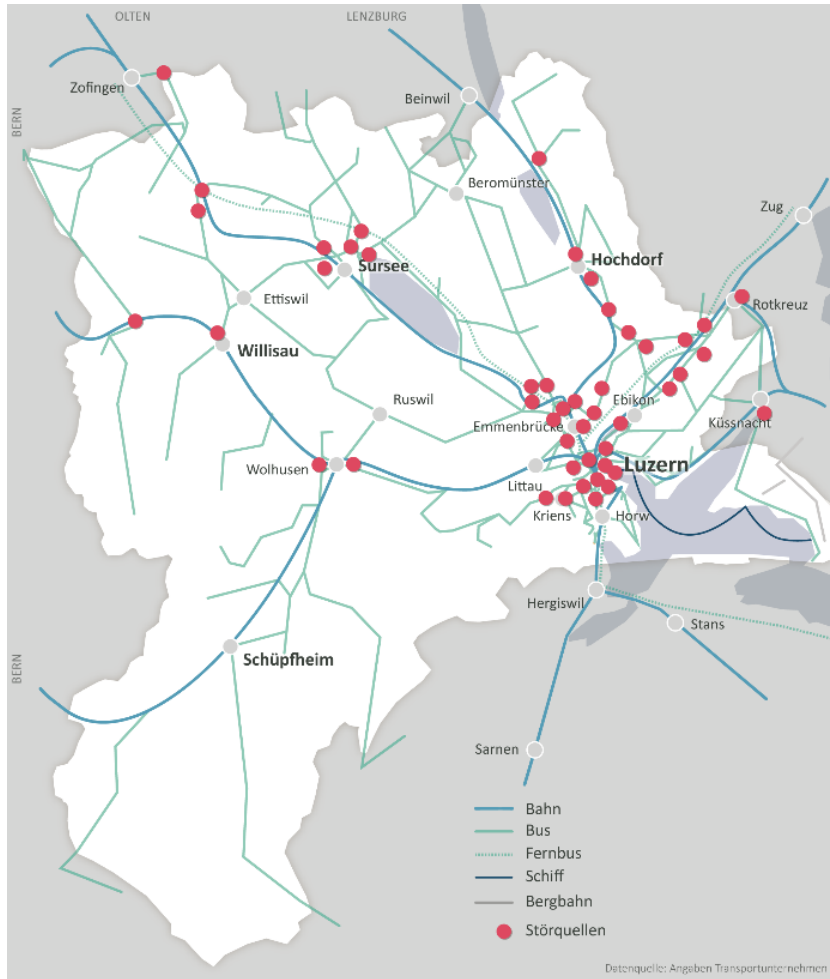 OLTEN
LENZBURG
Zofingen
Beinwil
BERN
Beromünster
Zug
Hochdorf
Sursee
Ettiswil
Rotkreuz
Willisau
Ruswil
Ebikon
Küssnacht
Emmenbrücke
Wolhusen
Luzern
Littau
Kriens
Horw
Hergiswil
Stans
BERN
Schüpfheim
Sarnen
Bahn
Bus
Fernbus
Schiff
Bergbahn
Störquellen
Datenquelle: Angaben Transportunternehmen